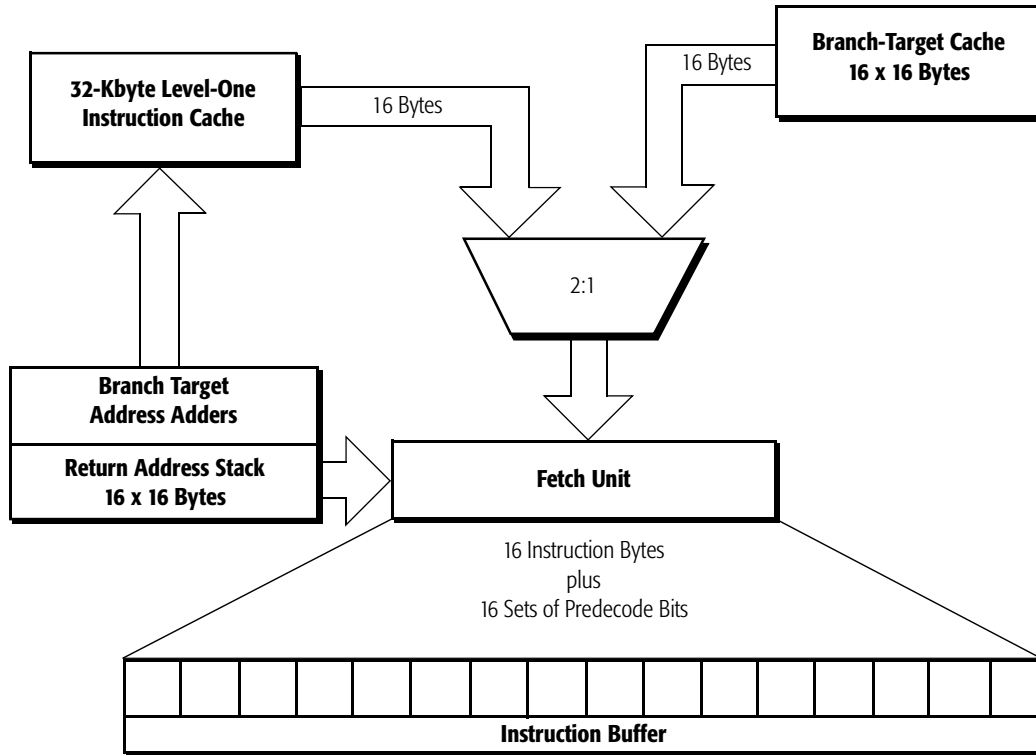 Branch-Target Cache
16 x 16 Bytes
16 Bytes
32-Kbyte Level-One
Instruction Cache
16 Bytes
2:1
Branch Target
Address Adders
Return Address Stack
16 x 16 Bytes
Fetch Unit
16 Instruction Bytes
plus
16 Sets of Predecode Bits
Instruction Buffer